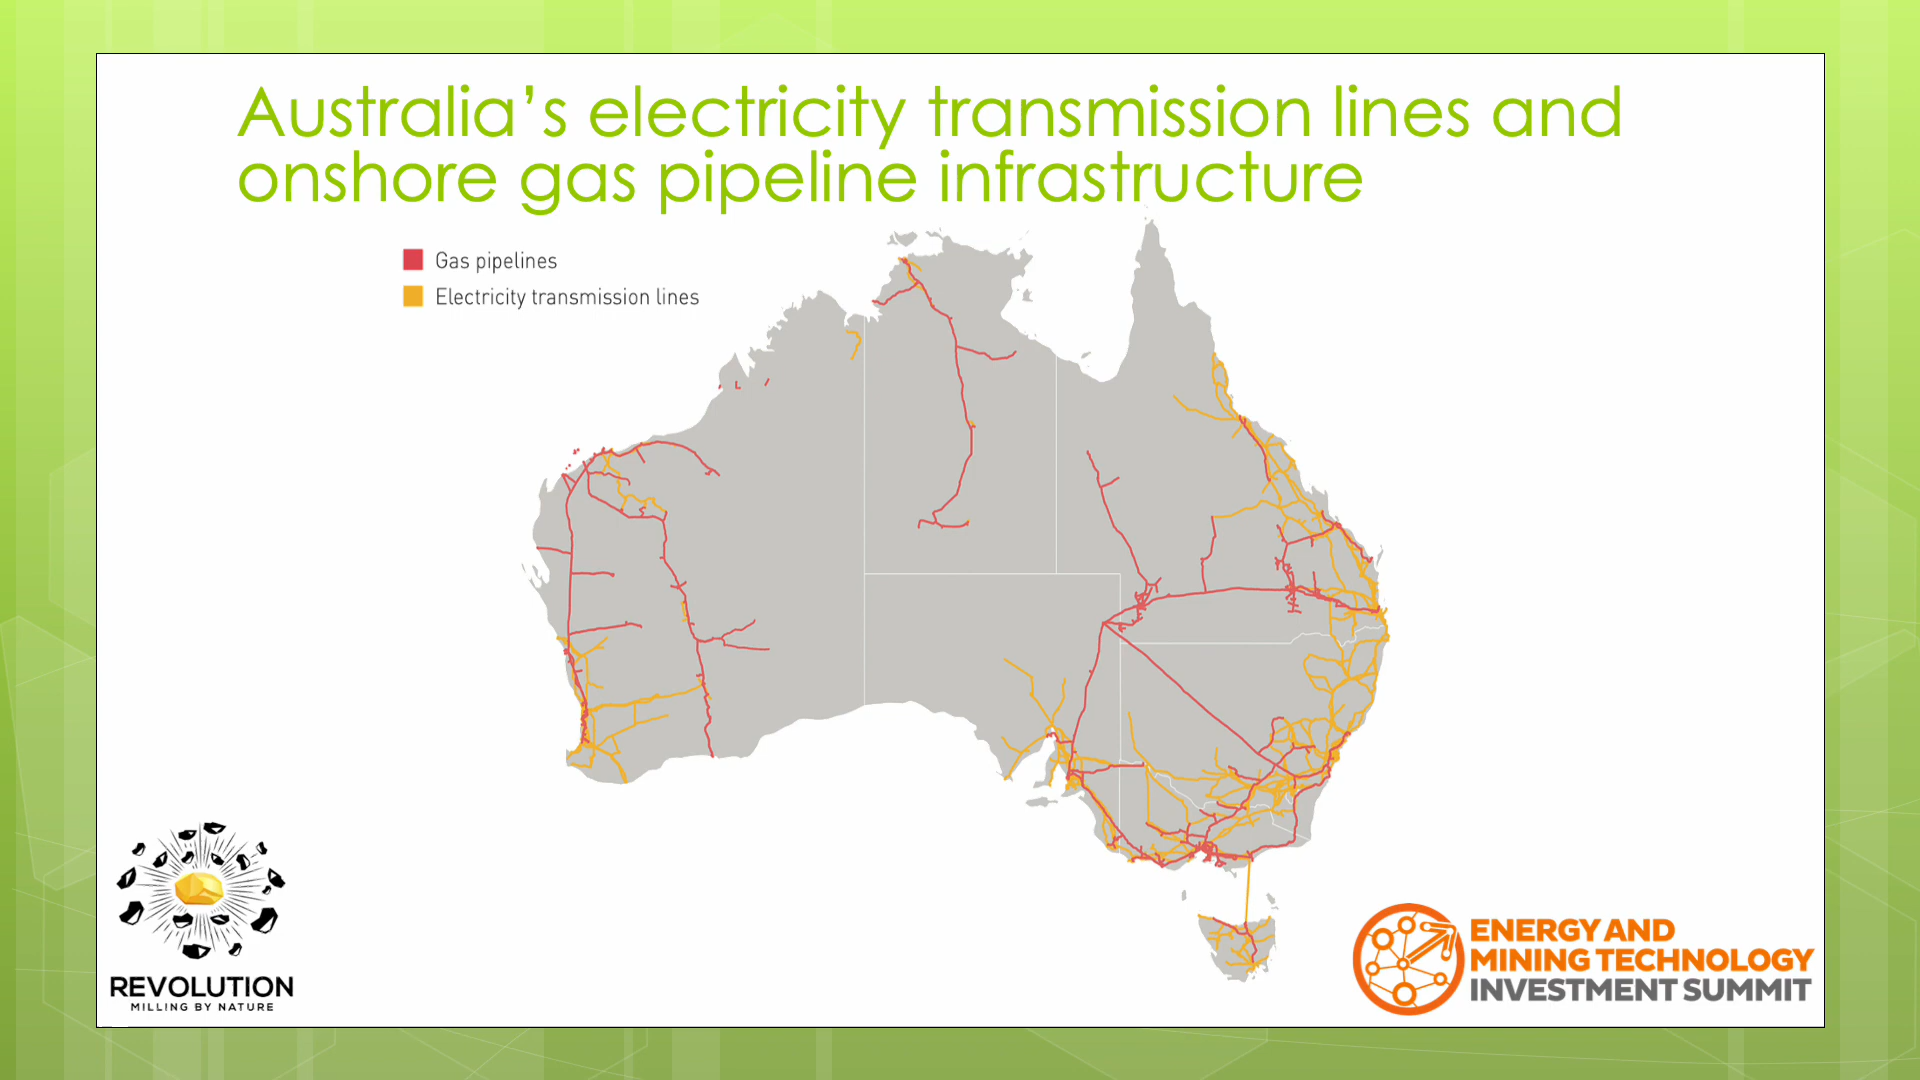 Australia’s electricity transmission lines and
onshore gas pipeline infrastructure
Gas pipelines
Electricity transmission lines
REVOLUTION
MILLING BY NATURE
ENERGY AND
MINING TECHNOLOGY
INVESTMENT SUMMIT